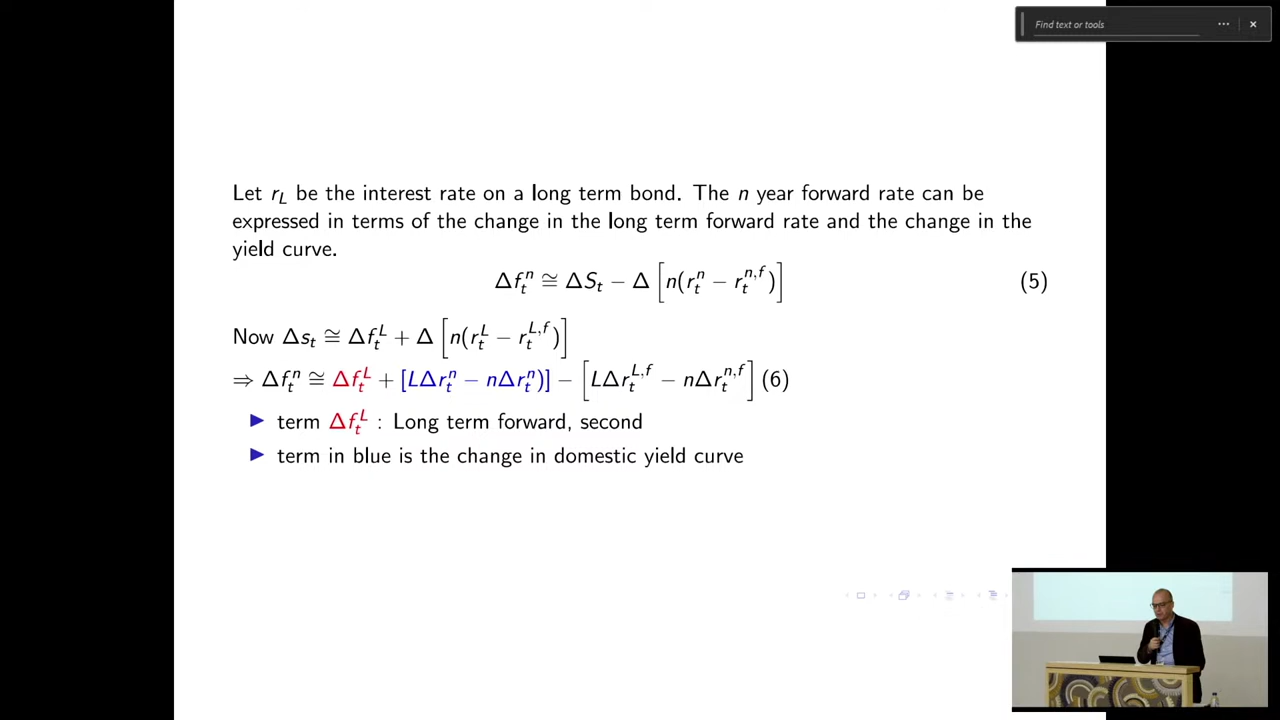 Find text or tools
Let r_L be the interest rate on a long term bond. The n year forward rate can be
expressed in terms of the change in the long term forward rate and the change in the
yield curve.
Δf_t^n ≅ ΔS_t − Δ [n(r_t^n − r_t^{n,f})] (5)
Now Δs_t ≅ Δf_t^L + Δ [n(r_t^L − r_t^{L,f})]
⇒ Δf_t^n ≅ Δf_t^L + [LΔr_t^n − nΔr_t^n)] − [LΔr_t^{L,f} − nΔr_t^{n,f}] (6)
▶ term Δf_t^L : Long term forward, second
▶ term in blue is the change in domestic yield curve